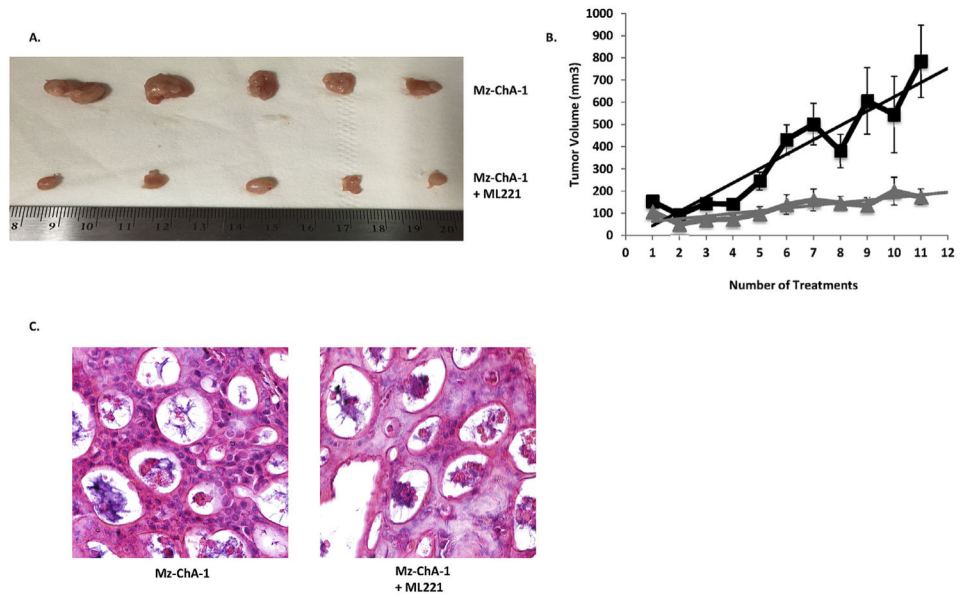 A.
Mz-ChA-1
Mz-ChA-1
+ ML221
8 9 10 11 12 13 14 15 16 17 18 19 20
B.
Tumor Volume (mm3)
1000
900
800
700
600
500
400
300
200
100
0
0 1 2 3 4 5 6 7 8 9 10 11 12
Number of Treatments
C.
Mz-ChA-1
Mz-ChA-1
+ ML221